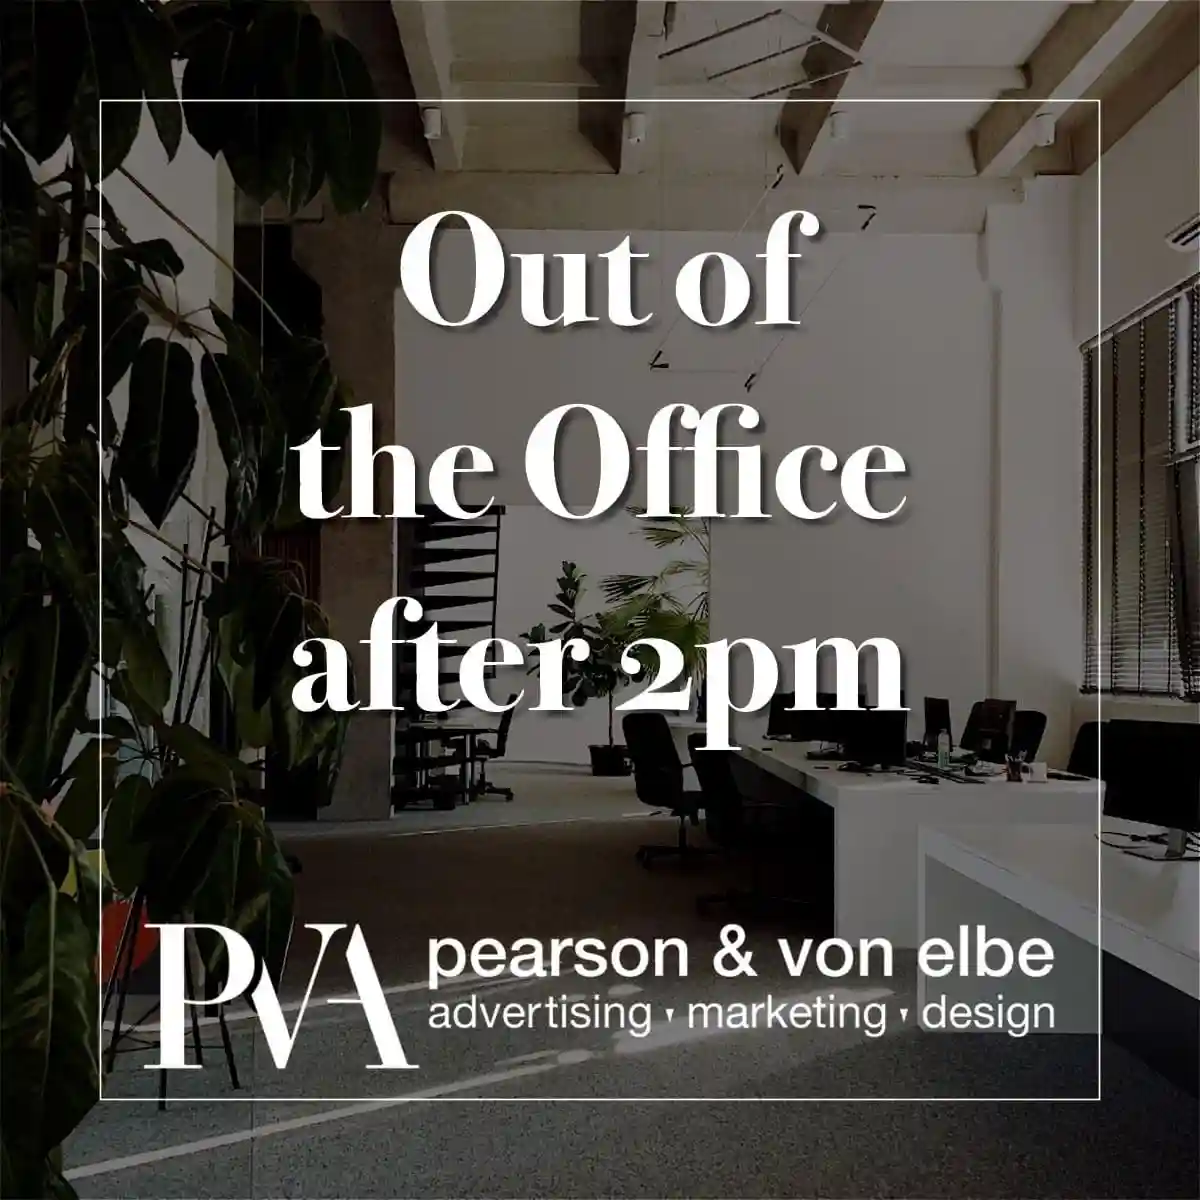 Out of
the Office
after 2pm
PVA
pearson & von elbe
advertising ▾ marketing ▾ design